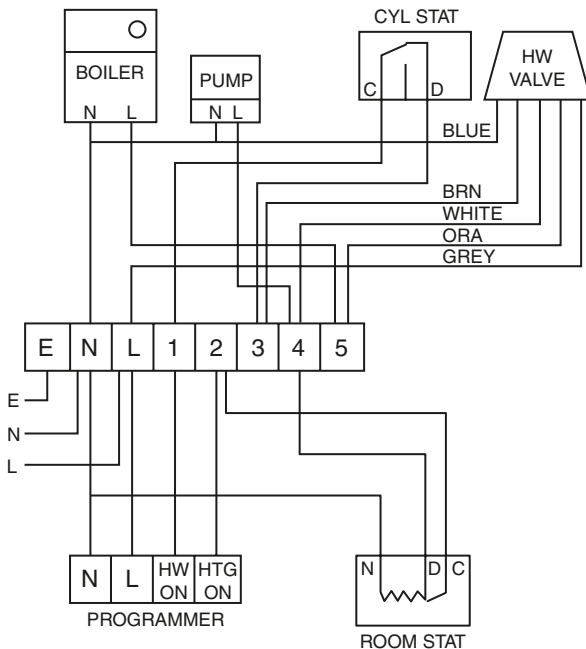 CYL STAT
BOILER
N L
PUMP
N L
C D
HW
VALVE
BLUE
BRN
WHITE
ORA
GREY
E N L 1 2 3 4 5
E
N
L
N L HW ON HTG ON
PROGRAMMER
N D C
ROOM STAT